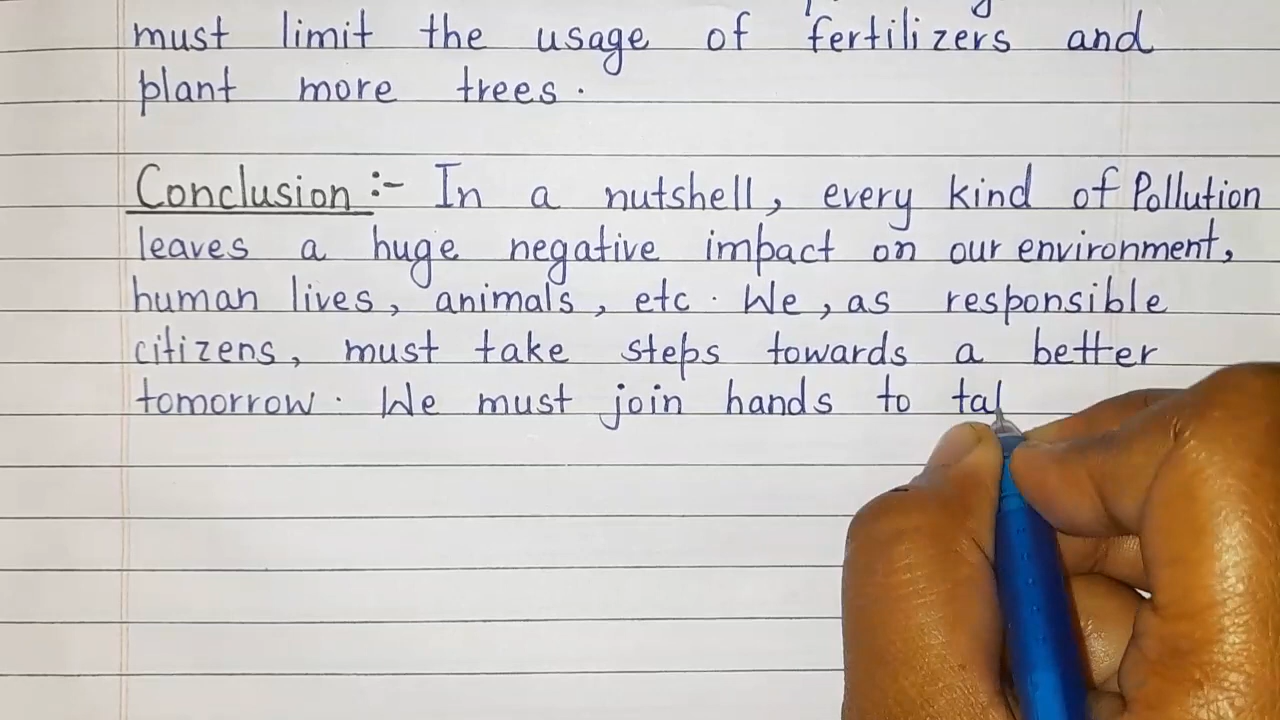 must limit the usage of fertilizers and
plant more trees.
Conclusion :- In a nutshell, every kind of Pollution
leaves a huge negative impact on our environment,
human lives, animals, etc. We, as responsible
citizens, must take steps towards a better
tomorrow. We must join hands to ta